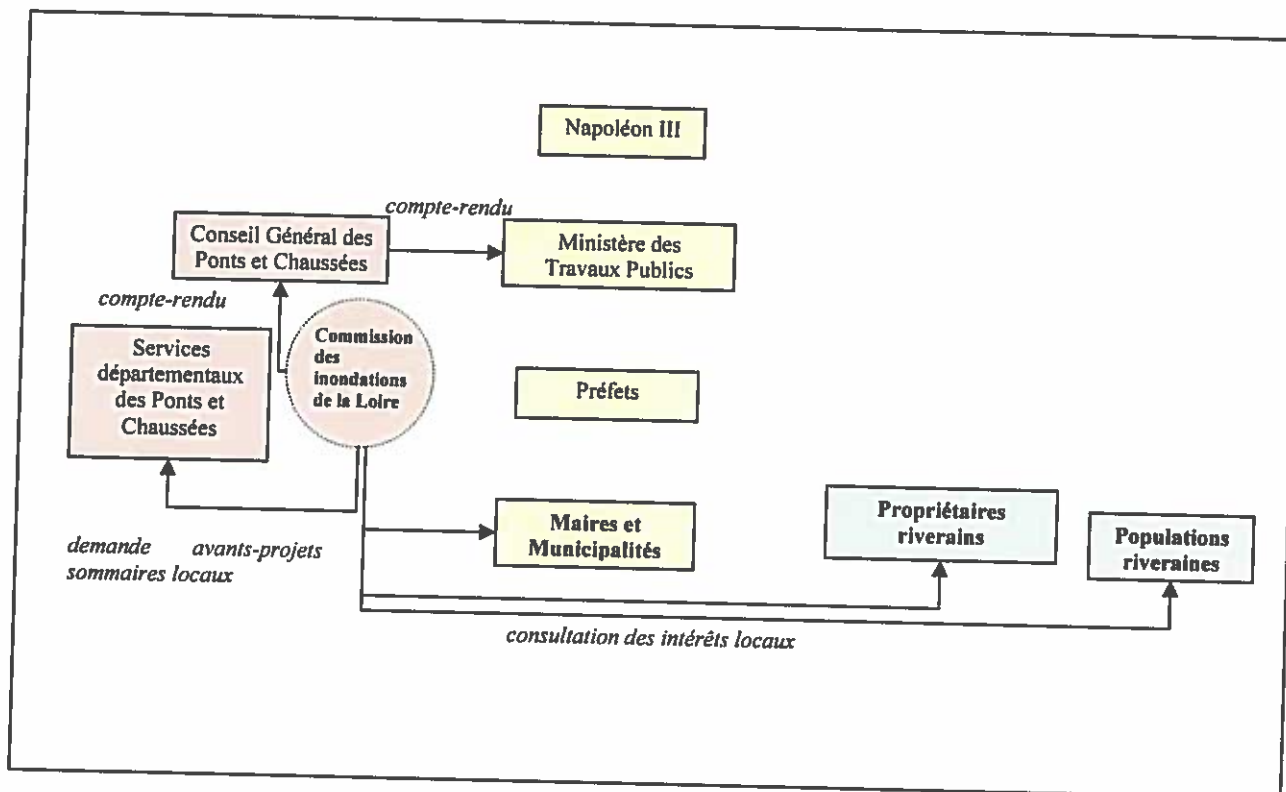 Napoléon III
compte-rendu
Conseil Général des
Ponts et Chaussées
Ministère des
Travaux Publics
compte-rendu
Services
départementaux
des Ponts et
Chaussées
Commission
des
inondations
de la Loire
Préfets
Maires et
Municipalités
Propriétaires
riverains
Populations
riveraines
demande avants-projets
sommaires locaux
consultation des intérêts locaux